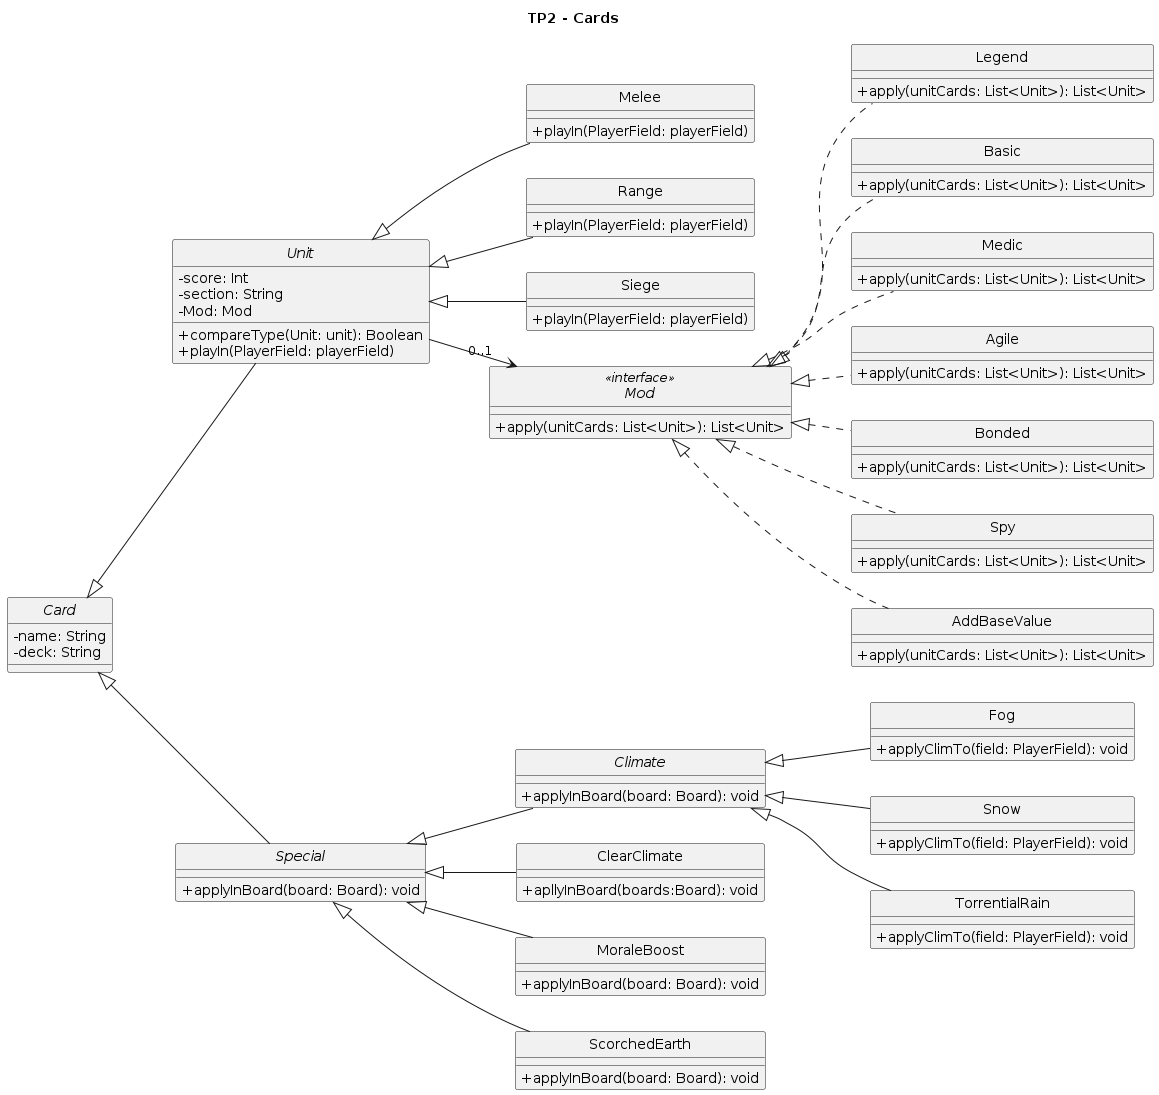 TP2 - Cards
Legend
+apply(unitCards: List<Unit>): List<Unit>
Melee
+playIn(PlayerField: playerField)
Basic
+apply(unitCards: List<Unit>): List<Unit>
Range
+playIn(PlayerField: playerField)
Unit
-score: Int
-section: String
-Mod: Mod
+compareType(Unit: unit): Boolean
+playIn(PlayerField: playerField)
Medic
+apply(unitCards: List<Unit>): List<Unit>
Siege
+playIn(PlayerField: playerField)
0..1
Agile
+apply(unitCards: List<Unit>): List<Unit>
«interface»
Mod
+apply(unitCards: List<Unit>): List<Unit>
Bonded
+apply(unitCards: List<Unit>): List<Unit>
Spy
+apply(unitCards: List<Unit>): List<Unit>
Card
-name: String
-deck: String
AddBaseValue
+apply(unitCards: List<Unit>): List<Unit>
Fog
+applyClimTo(field: PlayerField): void
Climate
+applyInBoard(board: Board): void
Snow
+applyClimTo(field: PlayerField): void
Special
+applyInBoard(board: Board): void
ClearClimate
+apllyInBoard(boards:Board): void
TorrentialRain
+applyClimTo(field: PlayerField): void
MoraleBoost
+applyInBoard(board: Board): void
ScorchedEarth
+applyInBoard(board: Board): void